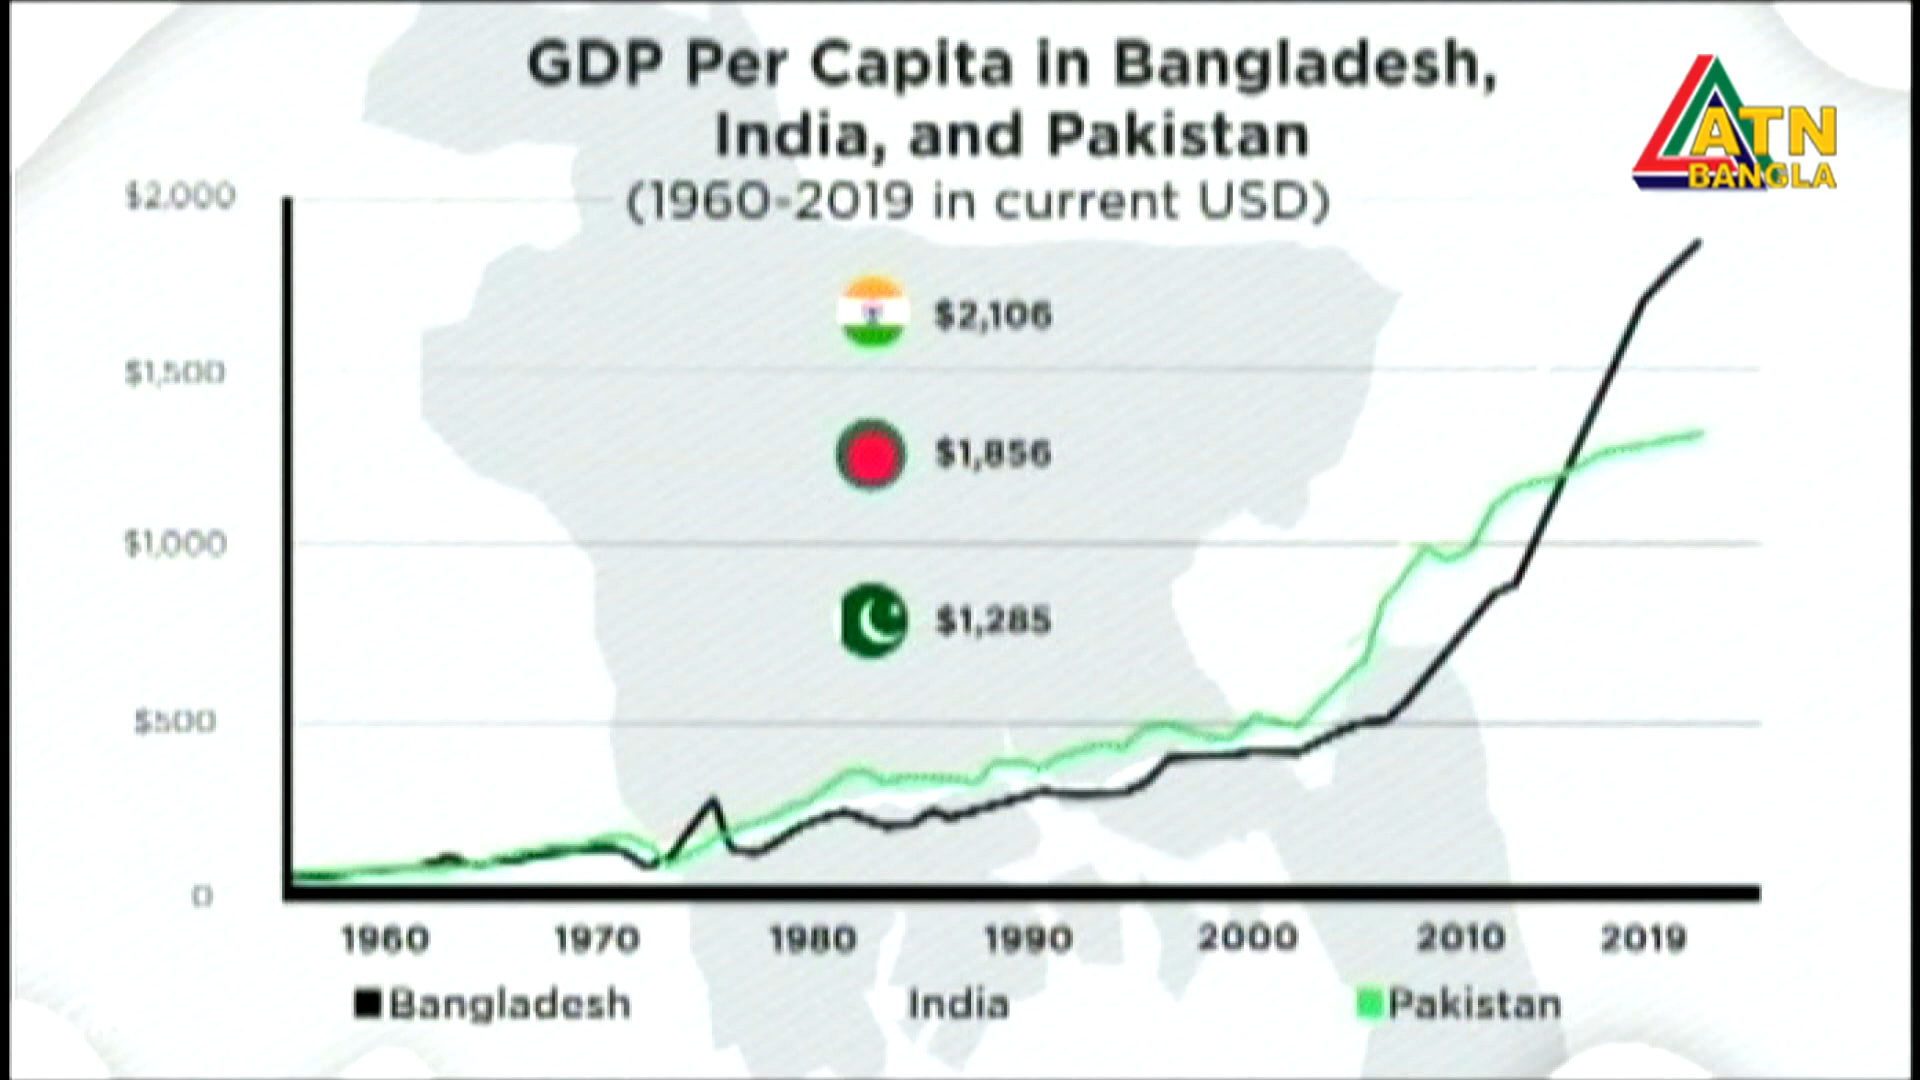 GDP Per Capita in Bangladesh,
India, and Pakistan
(1960-2019 in current USD)
ATN
BANGLA
$2,000
$1,500
$1,000
$500
0
$2,106
$1,856
$1,285
1960 1970 1980 1990 2000 2010 2019
Bangladesh India Pakistan